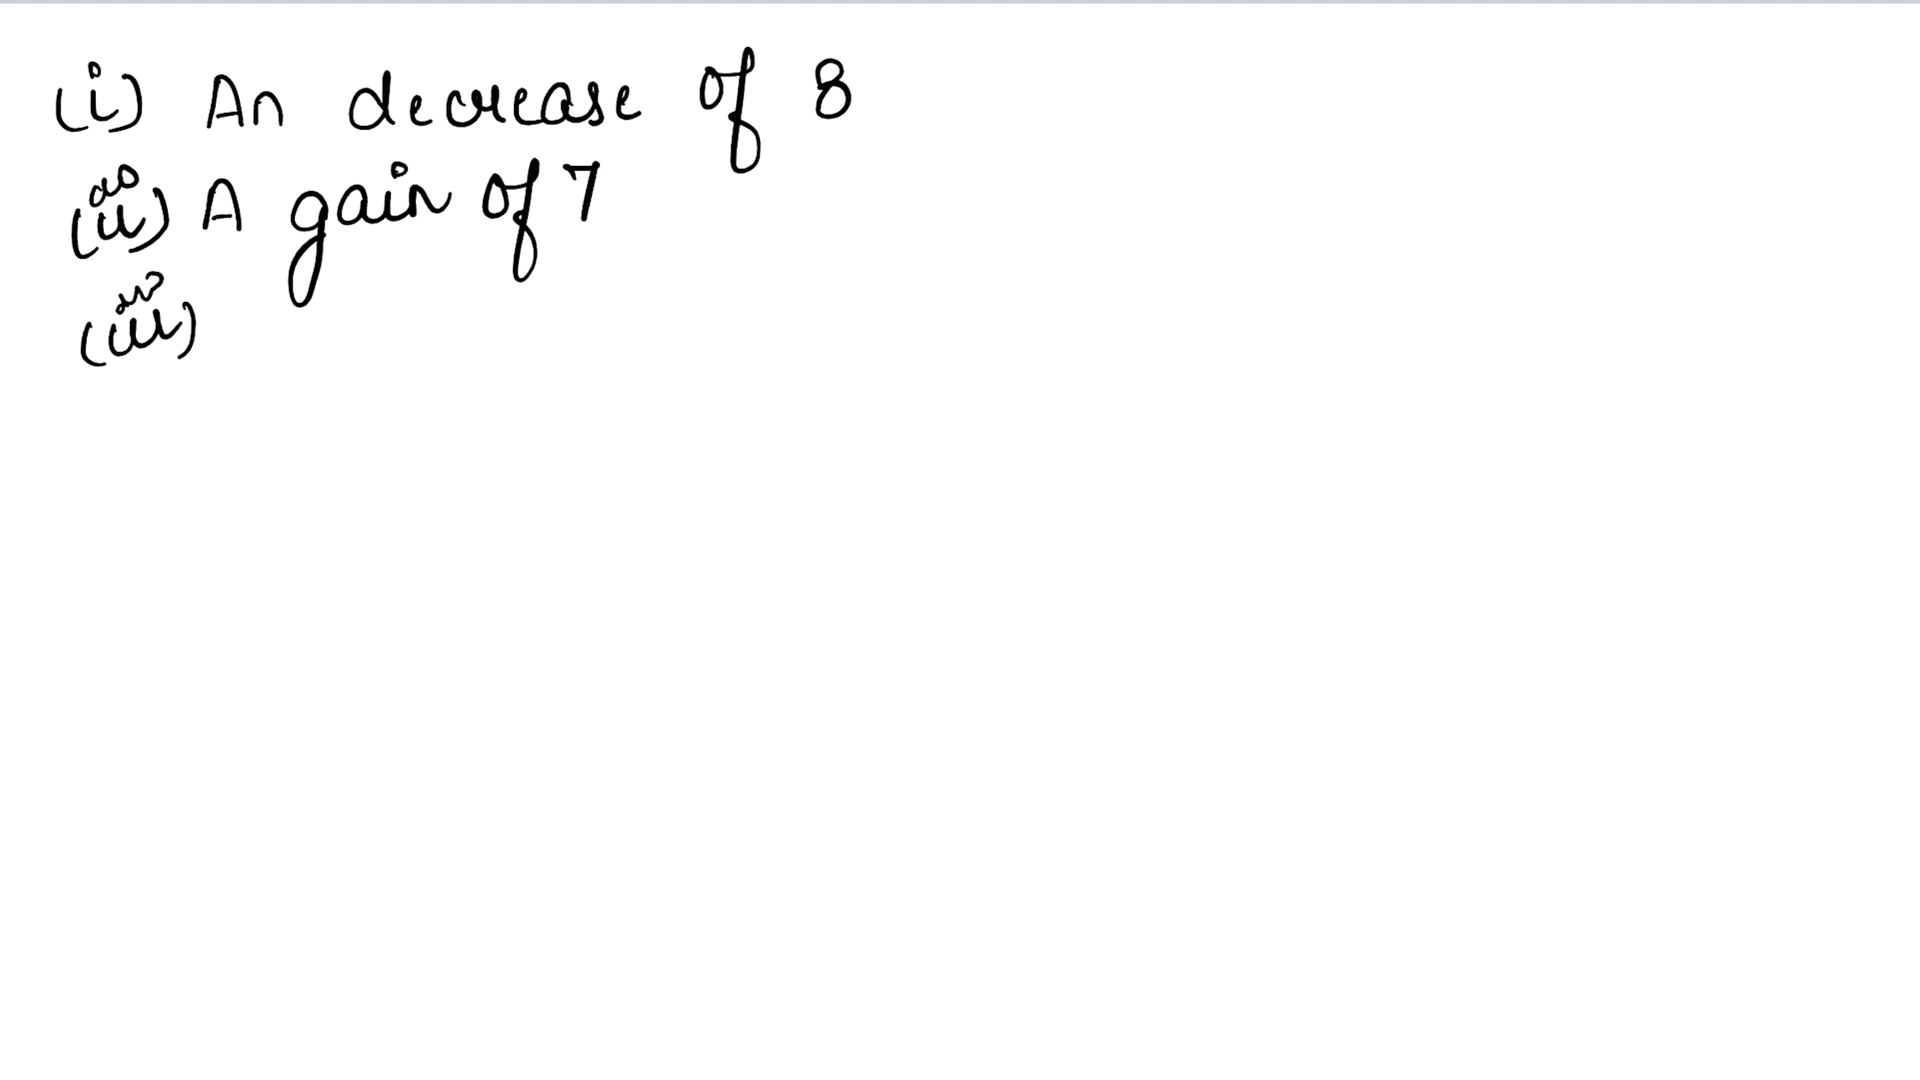 (i) An decrease of 8
(ii) A gain of 7
(iii)